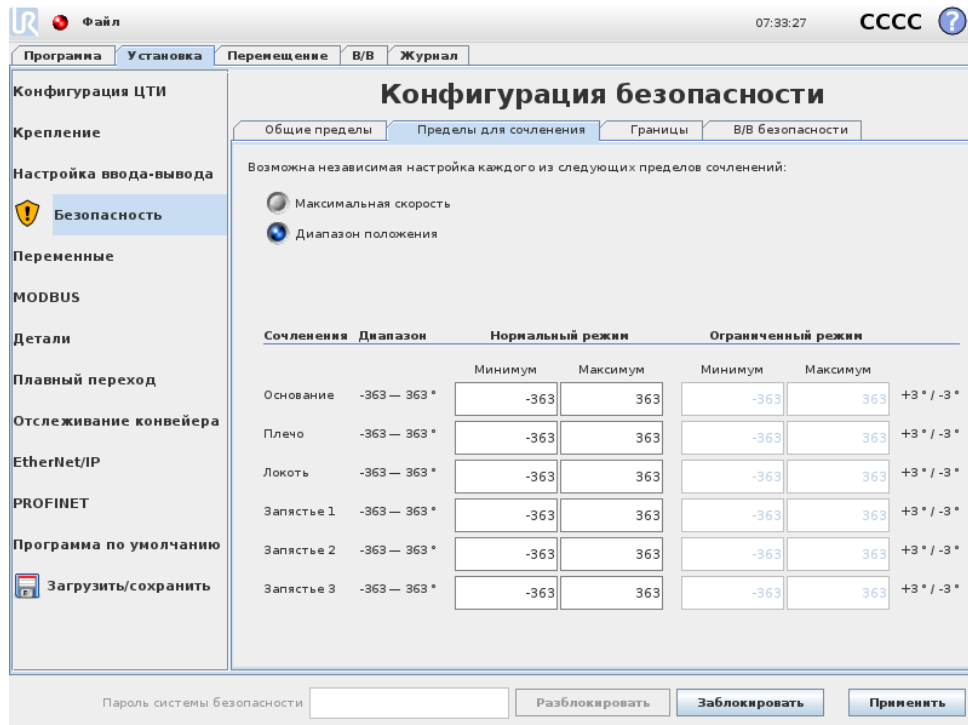 UR Файл 07:33:27 CCCC ?
Программа Установка Перемещение В/В Журнал
Конфигурация ЦТИ
Крепление
Настройка ввода-вывода
Безопасность
Переменные
MODBUS
Детали
Плавный переход
Отслеживание конвейера
EtherNet/IP
PROFINET
Программа по умолчанию
Загрузить/сохранить
Конфигурация безопасности
Общие пределы Пределы для сочленения Границы В/В безопасности
Возможна независимая настройка каждого из следующих пределов сочленений:
Максимальная скорость
Диапазон положения
Сочленения Диапазон Нормальный режим Ограниченный режим
Минимум Максимум Минимум Максимум
Основание -363 — 363 ° -363 363 -363 363 +3 ° / -3 °
Плечо -363 — 363 ° -363 363 -363 363 +3 ° / -3 °
Локоть -363 — 363 ° -363 363 -363 363 +3 ° / -3 °
Запястье 1 -363 — 363 ° -363 363 -363 363 +3 ° / -3 °
Запястье 2 -363 — 363 ° -363 363 -363 363 +3 ° / -3 °
Запястье 3 -363 — 363 ° -363 363 -363 363 +3 ° / -3 °
Пароль системы безопасности Разблокировать Заблокировать Применить